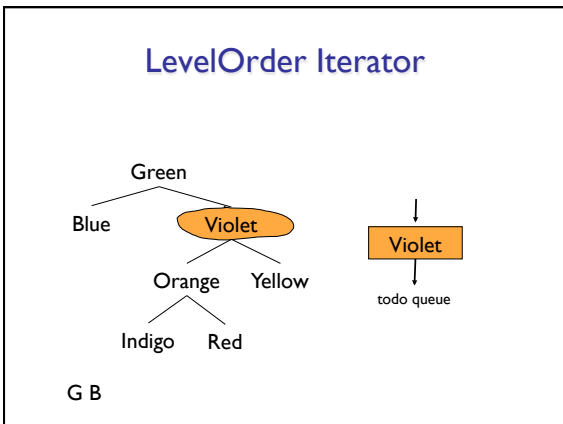 LevelOrder Iterator
Green
Blue
Violet
Orange
Yellow
Indigo
Red
Violet
todo queue
G B